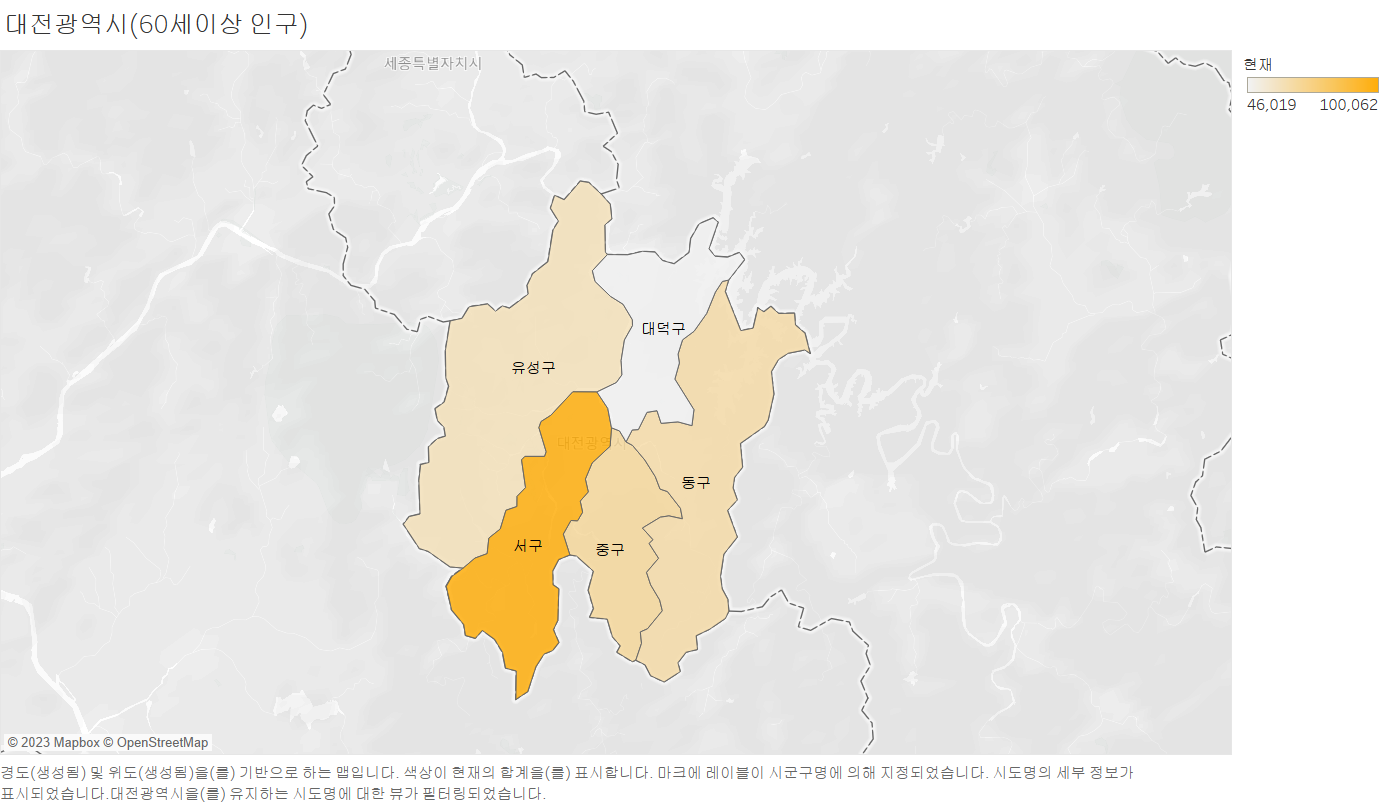 대전광역시(60세이상 인구)
세종특별자치시
현재
46,019 100,062
대덕구
유성구
대전광역시
동구
서구
중구
© 2023 Mapbox © OpenStreetMap
경도(생성됨) 및 위도(생성됨)을(를) 기반으로 하는 맵입니다. 색상이 현재의 합계을(를) 표시합니다. 마크에 레이블이 시군구명에 의해 지정되었습니다. 시도명의 세부 정보가
표시되었습니다.대전광역시을(를) 유지하는 시도명에 대한 뷰가 필터링되었습니다.